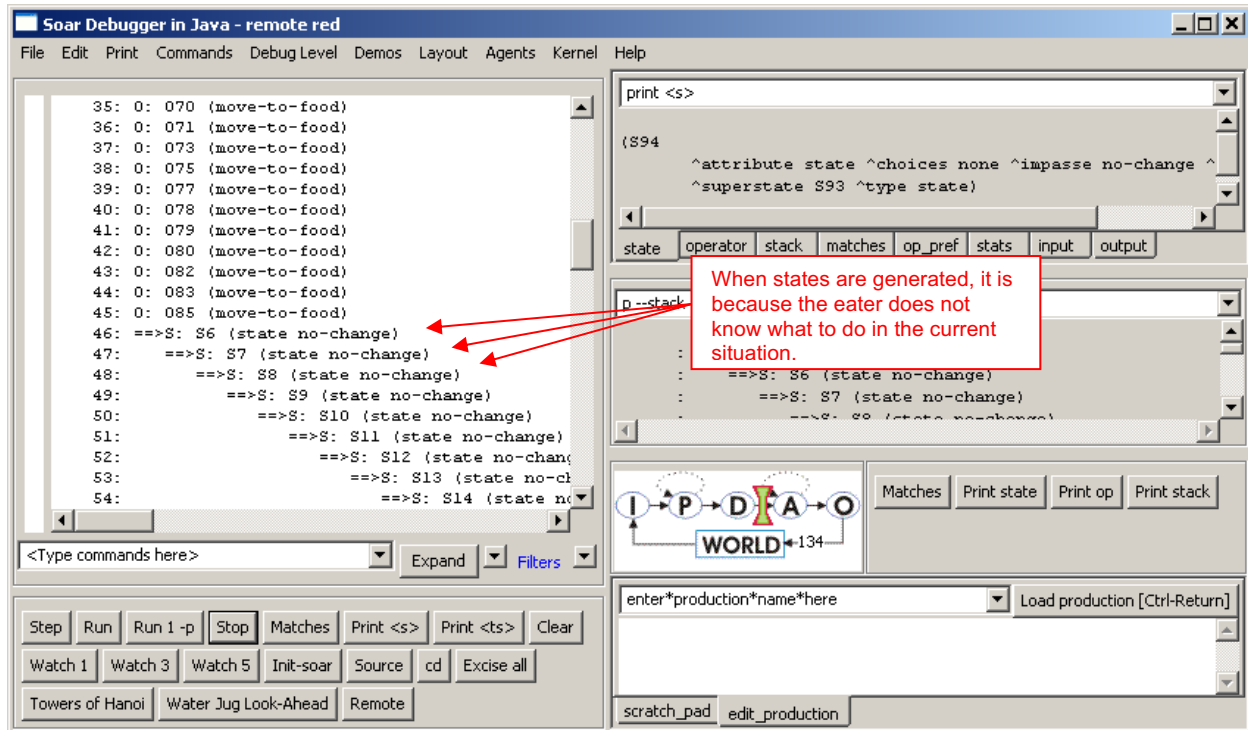 Soar Debugger in Java - remote red
File Edit Print Commands Debug Level Demos Layout Agents Kernel Help
35: O: O70 (move-to-food)
36: O: O71 (move-to-food)
37: O: O73 (move-to-food)
38: O: O75 (move-to-food)
39: O: O77 (move-to-food)
40: O: O78 (move-to-food)
41: O: O79 (move-to-food)
42: O: O80 (move-to-food)
43: O: O82 (move-to-food)
44: O: O83 (move-to-food)
45: O: O85 (move-to-food)
46: ==>S: S6 (state no-change)
47: ==>S: S7 (state no-change)
48: ==>S: S8 (state no-change)
49: ==>S: S9 (state no-change)
50: ==>S: S10 (state no-change)
51: ==>S: S11 (state no-change)
52: ==>S: S12 (state no-chang
53: ==>S: S13 (state no-ch
54: ==>S: S14 (state no
<Type commands here> Expand Filters
Step Run Run 1 -p Stop Matches Print <s> Print <ts> Clear
Watch 1 Watch 3 Watch 5 Init-soar Source cd Excise all
Towers of Hanoi Water Jug Look-Ahead Remote
print <s>
(S94
^attribute state ^choices none ^impasse no-change ^
^superstate S93 ^type state)
state operator stack matches op_pref stats input output
When states are generated, it is
because the eater does not
know what to do in the current
situation.
p --stack
: ==>S: S6 (state no-change)
: ==>S: S7 (state no-change)
==>S: S8 (state no-change)
I P D A O
WORLD 134
Matches Print state Print op Print stack
enter*production*name*here Load production [Ctrl-Return]
scratch_pad edit_production